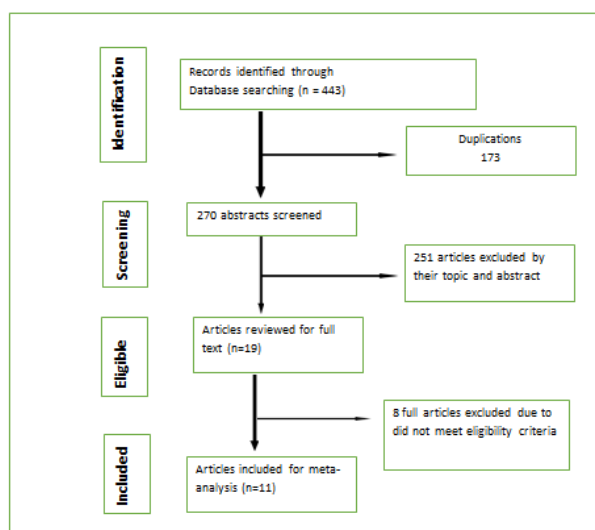 Identification
Records identified through
Database searching (n = 443)
Duplications
173
Screening
270 abstracts screened
251 articles excluded by
their topic and abstract
Eligible
Articles reviewed for full
text (n=19)
8 full articles excluded due to
did not meet eligibility criteria
Included
Articles included for meta-
analysis (n=11)